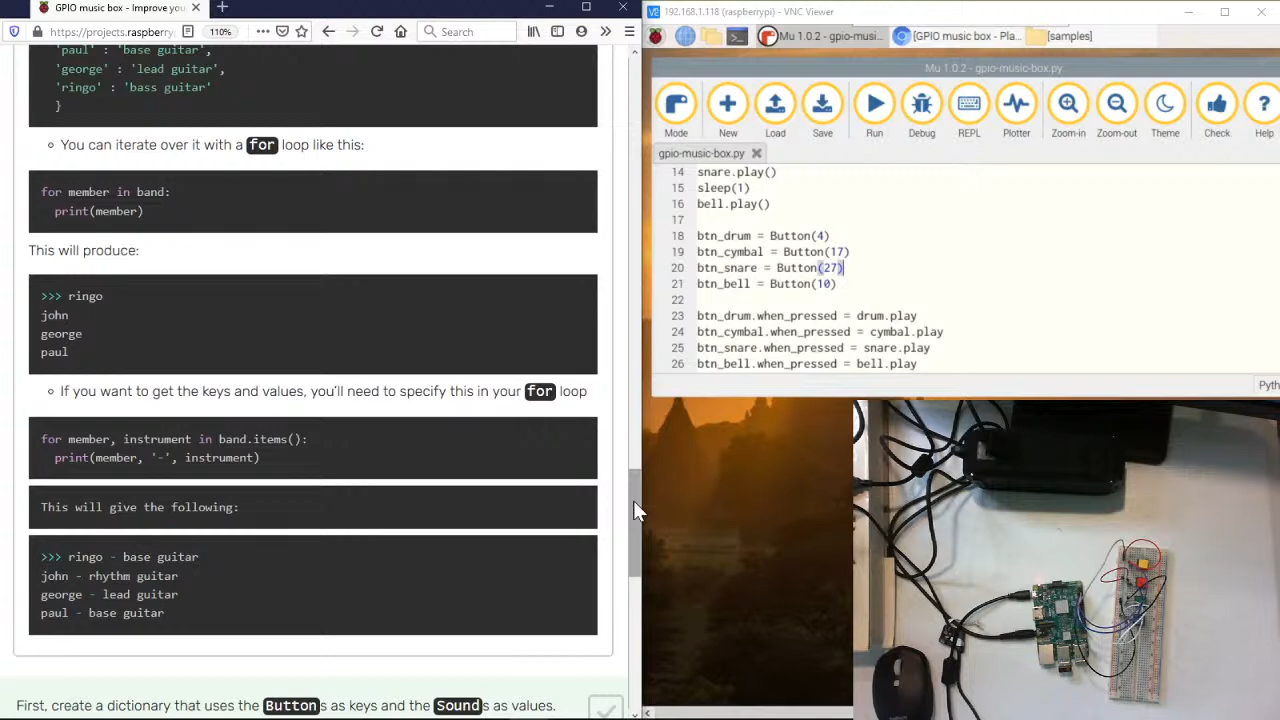 GPIO music box - Improve you
https://projects.raspberry
110%
Search
'paul' : 'base guitar',
'george' : 'lead guitar',
'ringo' : 'bass guitar'
}
You can iterate over it with a for loop like this:
for member in band:
print(member)
This will produce:
>>> ringo
john
george
paul
If you want to get the keys and values, you'll need to specify this in your for loop
for member, instrument in band.items():
print(member, '-', instrument)
This will give the following:
>>> ringo - base guitar
john - rhythm guitar
george - lead guitar
paul - base guitar
First, create a dictionary that uses the Buttons as keys and the Sounds as values.
192.168.1.118 (raspberrypi) - VNC Viewer
Mu 1.0.2 - gpio-musi...
[GPIO music box - Pla...
[samples]
Mu 1.0.2 - gpio-music-box.py
Mode New Load Save Run Debug REPL Plotter Zoom-in Zoom-out Theme Check Help
gpio-music-box.py
14 snare.play()
15 sleep(1)
16 bell.play()
17
18 btn_drum = Button(4)
19 btn_cymbal = Button(17)
20 btn_snare = Button(27)
21 btn_bell = Button(10)
22
23 btn_drum.when_pressed = drum.play
24 btn_cymbal.when_pressed = cymbal.play
25 btn_snare.when_pressed = snare.play
26 btn_bell.when_pressed = bell.play
Pyth